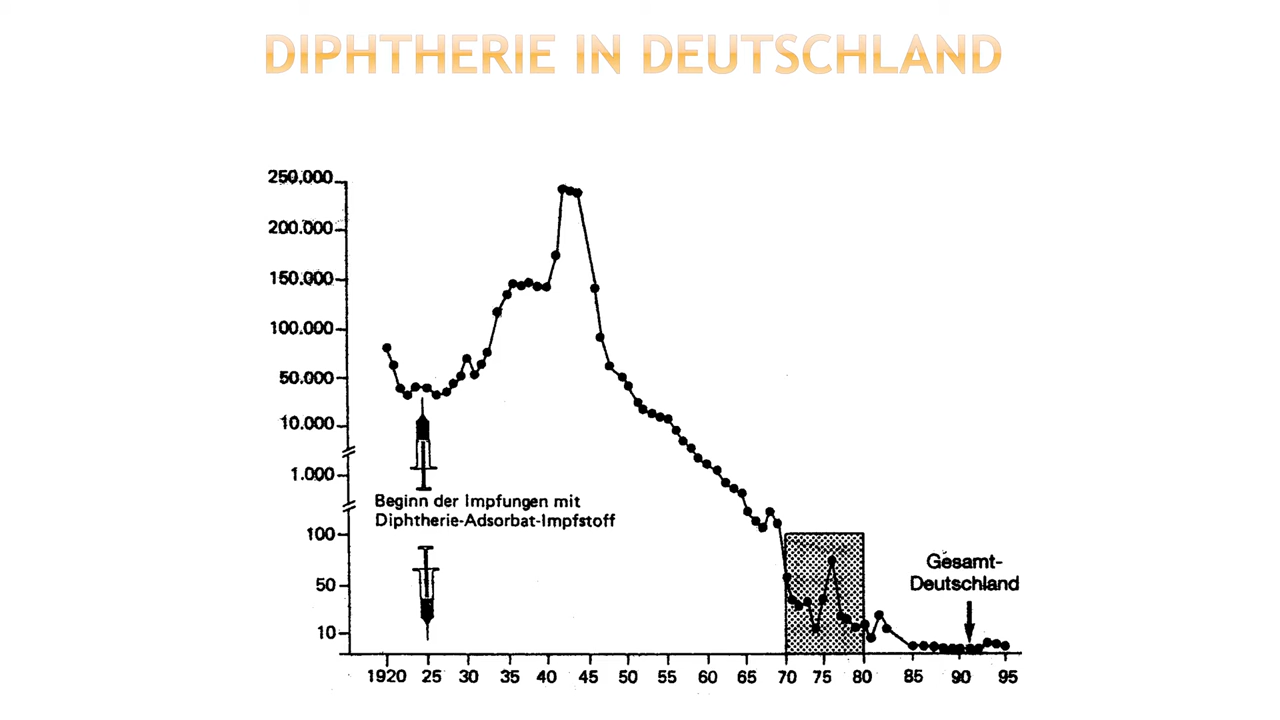 DIPHTHERIE IN DEUTSCHLAND
250.000
200.000
150.000
100.000
50.000
10.000
1.000
Beginn der Impfungen mit
Diphtherie-Adsorbat-Impfstoff
100
50
10
Gesamt-
Deutschland
1920 25 30 35 40 45 50 55 60 65 70 75 80 85 90 95